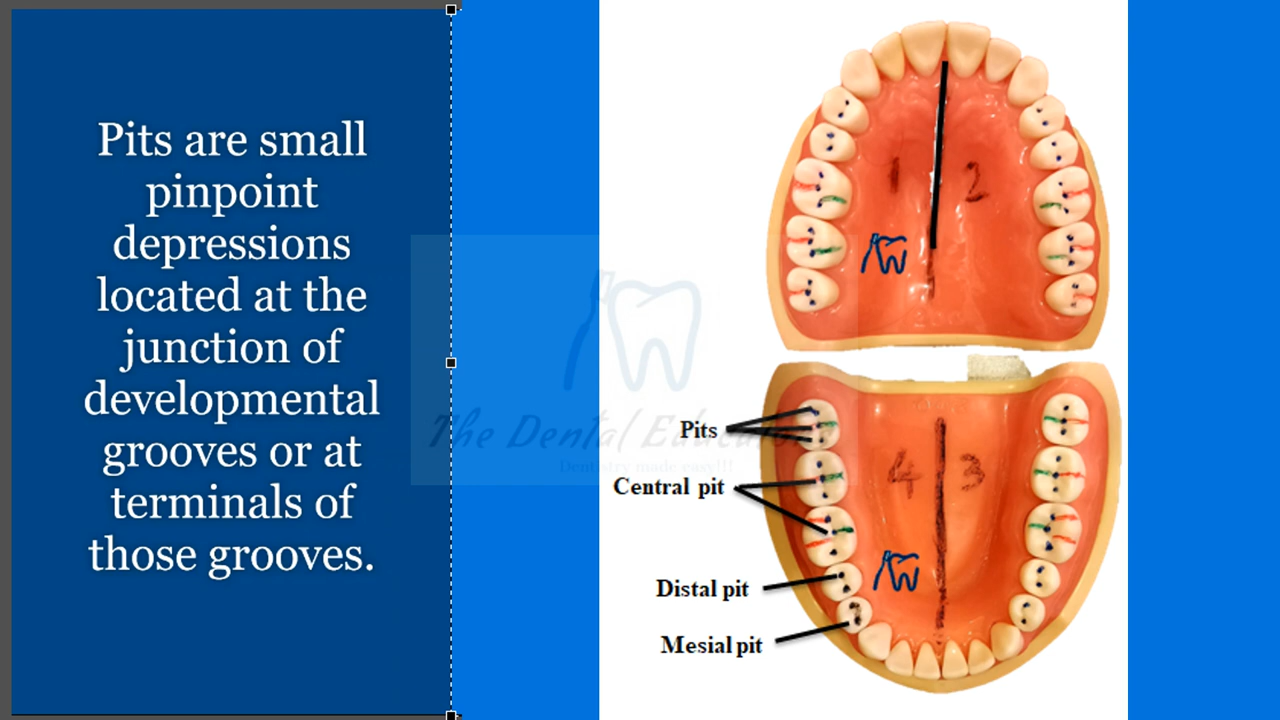 Pits are small
pinpoint
depressions
located at the
junction of
developmental
grooves or at
terminals of
those grooves.
1 2
Pits
Central pit
Distal pit
Mesial pit
4 3
The Dental Educator
Dentistry made easy!!!